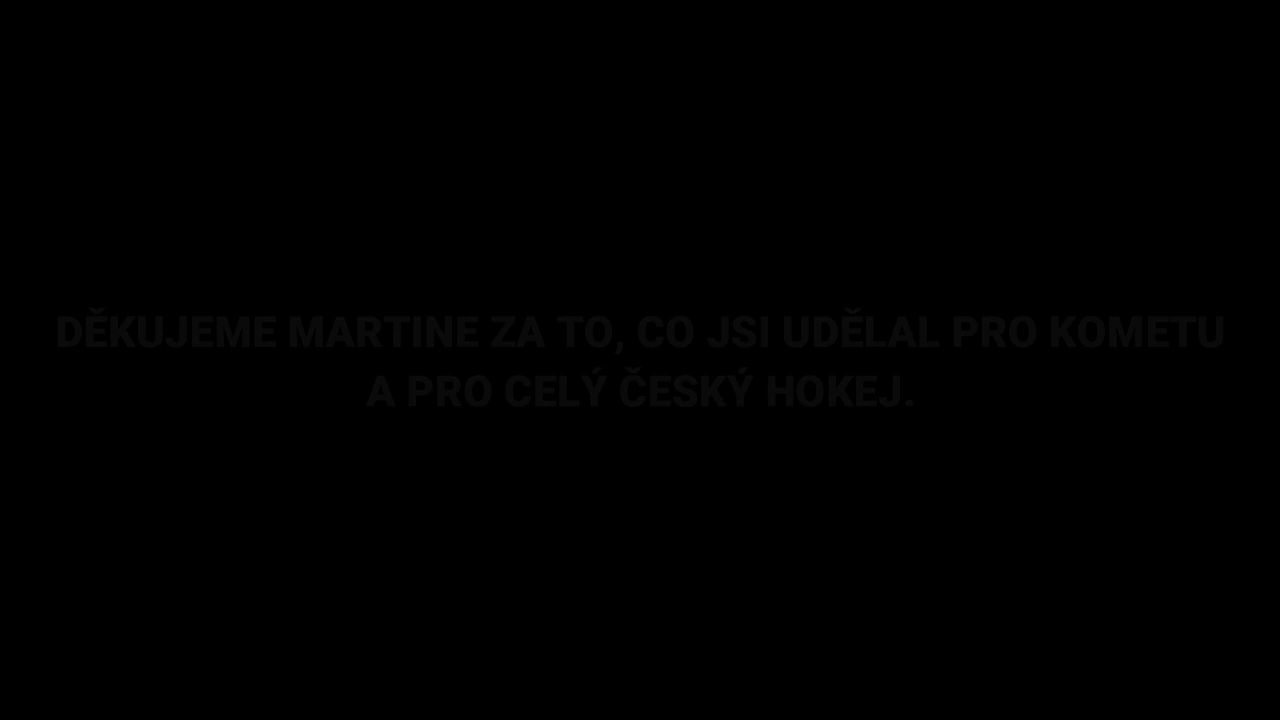 DĚKUJEME MARTINE ZA TO, CO JSI UDĚLAL PRO KOMETU
A PRO CELÝ ČESKÝ HOKEJ.